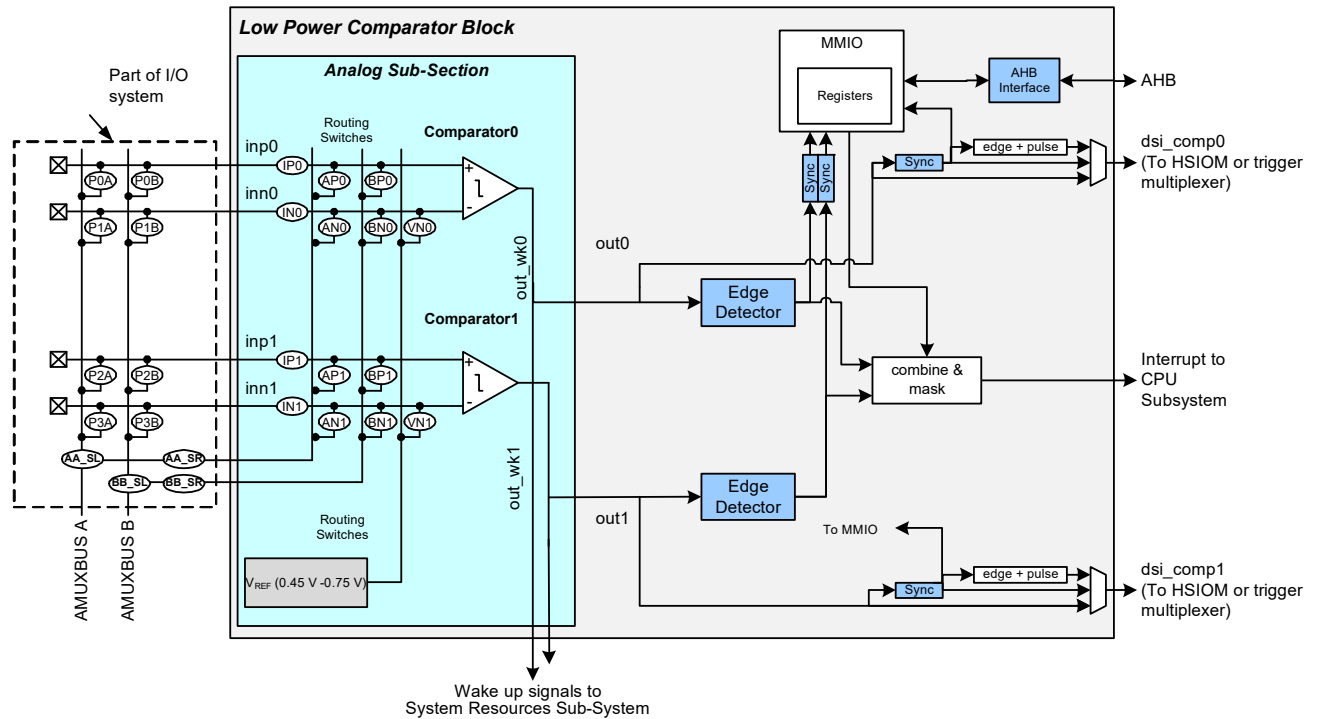 Low Power Comparator Block
Analog Sub-Section
Part of I/O
system
Routing
Switches
Comparator0
MMIO
Registers
AHB
Interface
AHB
inp0
IP0
P0A
P0B
AP0
BP0
inn0
IN0
P1A
P1B
AN0
BN0
VN0
Sync
Sync
Sync
edge + pulse
dsi_comp0
(To HSIOM or trigger
multiplexer)
out_wk0
out0
Edge
Detector
Comparator1
inp1
IP1
P2A
P2B
AP1
BP1
inn1
IN1
P3A
P3B
AN1
BN1
VN1
combine &
mask
Interrupt to
CPU
Subsystem
AA_SL
AA_SR
BB_SL
BB_SR
out_wk1
out1
Edge
Detector
AMUXBUS A
AMUXBUS B
Routing
Switches
VREF (0.45 V -0.75 V)
To MMIO
Sync
edge + pulse
dsi_comp1
(To HSIOM or trigger
multiplexer)
Wake up signals to
System Resources Sub-System
+
-
+
-